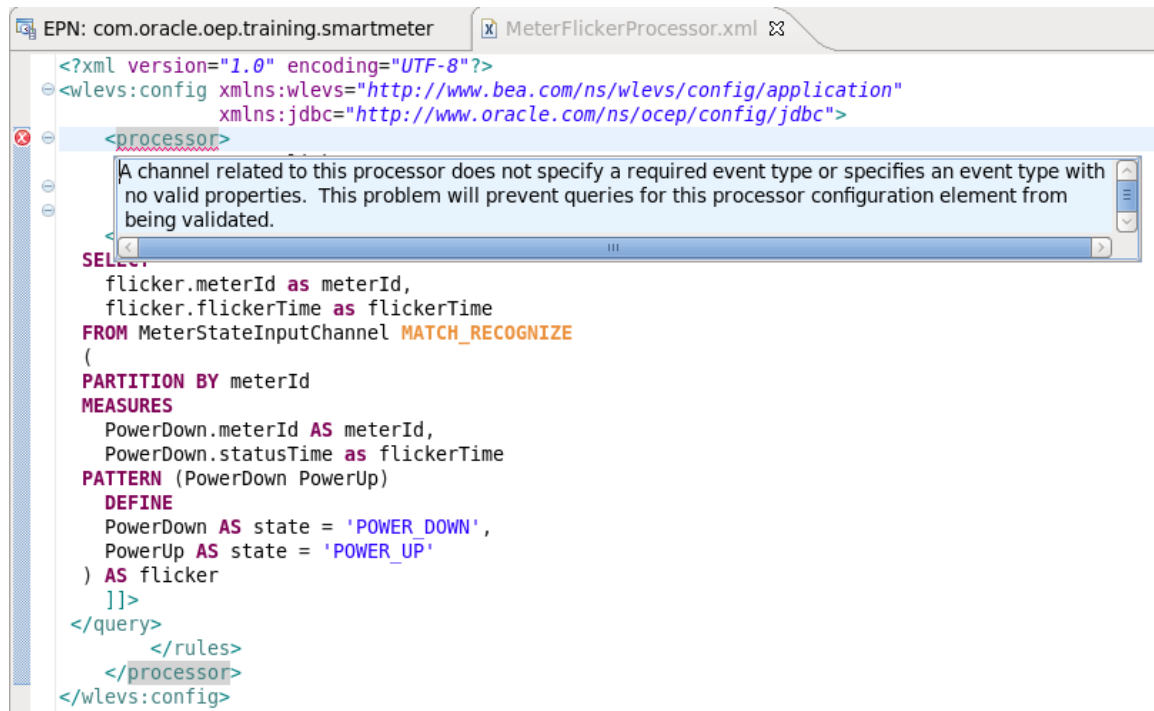 EPN: com.oracle.oep.training.smartmeter MeterFlickerProcessor.xml
<?xml version="1.0" encoding="UTF-8"?>
<wlevs:config xmlns:wlevs="http://www.bea.com/ns/wlevs/config/application"
xmlns:jdbc="http://www.oracle.com/ns/ocep/config/jdbc">
<processor>
A channel related to this processor does not specify a required event type or specifies an event type with
no valid properties. This problem will prevent queries for this processor configuration element from
being validated.
<
SELECT
flicker.meterId as meterId,
flicker.flickerTime as flickerTime
FROM MeterStateInputChannel MATCH_RECOGNIZE
(
PARTITION BY meterId
MEASURES
PowerDown.meterId AS meterId,
PowerDown.statusTime as flickerTime
PATTERN (PowerDown PowerUp)
DEFINE
PowerDown AS state = 'POWER_DOWN',
PowerUp AS state = 'POWER_UP'
) AS flicker
]]>
</query>
</rules>
</processor>
</wlevs:config>